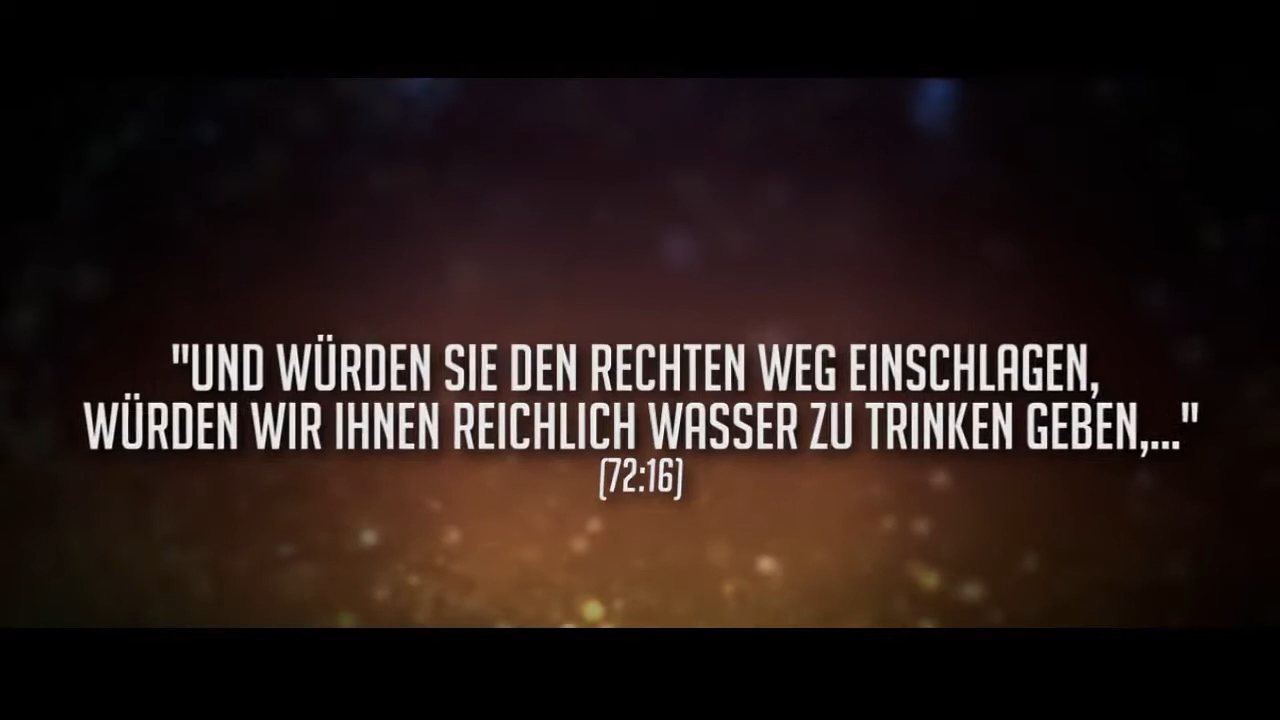 "UND WÜRDEN SIE DEN RECHTEN WEG EINSCHLAGEN,
WÜRDEN WIR IHNEN REICHLICH WASSER ZU TRINKEN GEBEN,..."
(72:16)